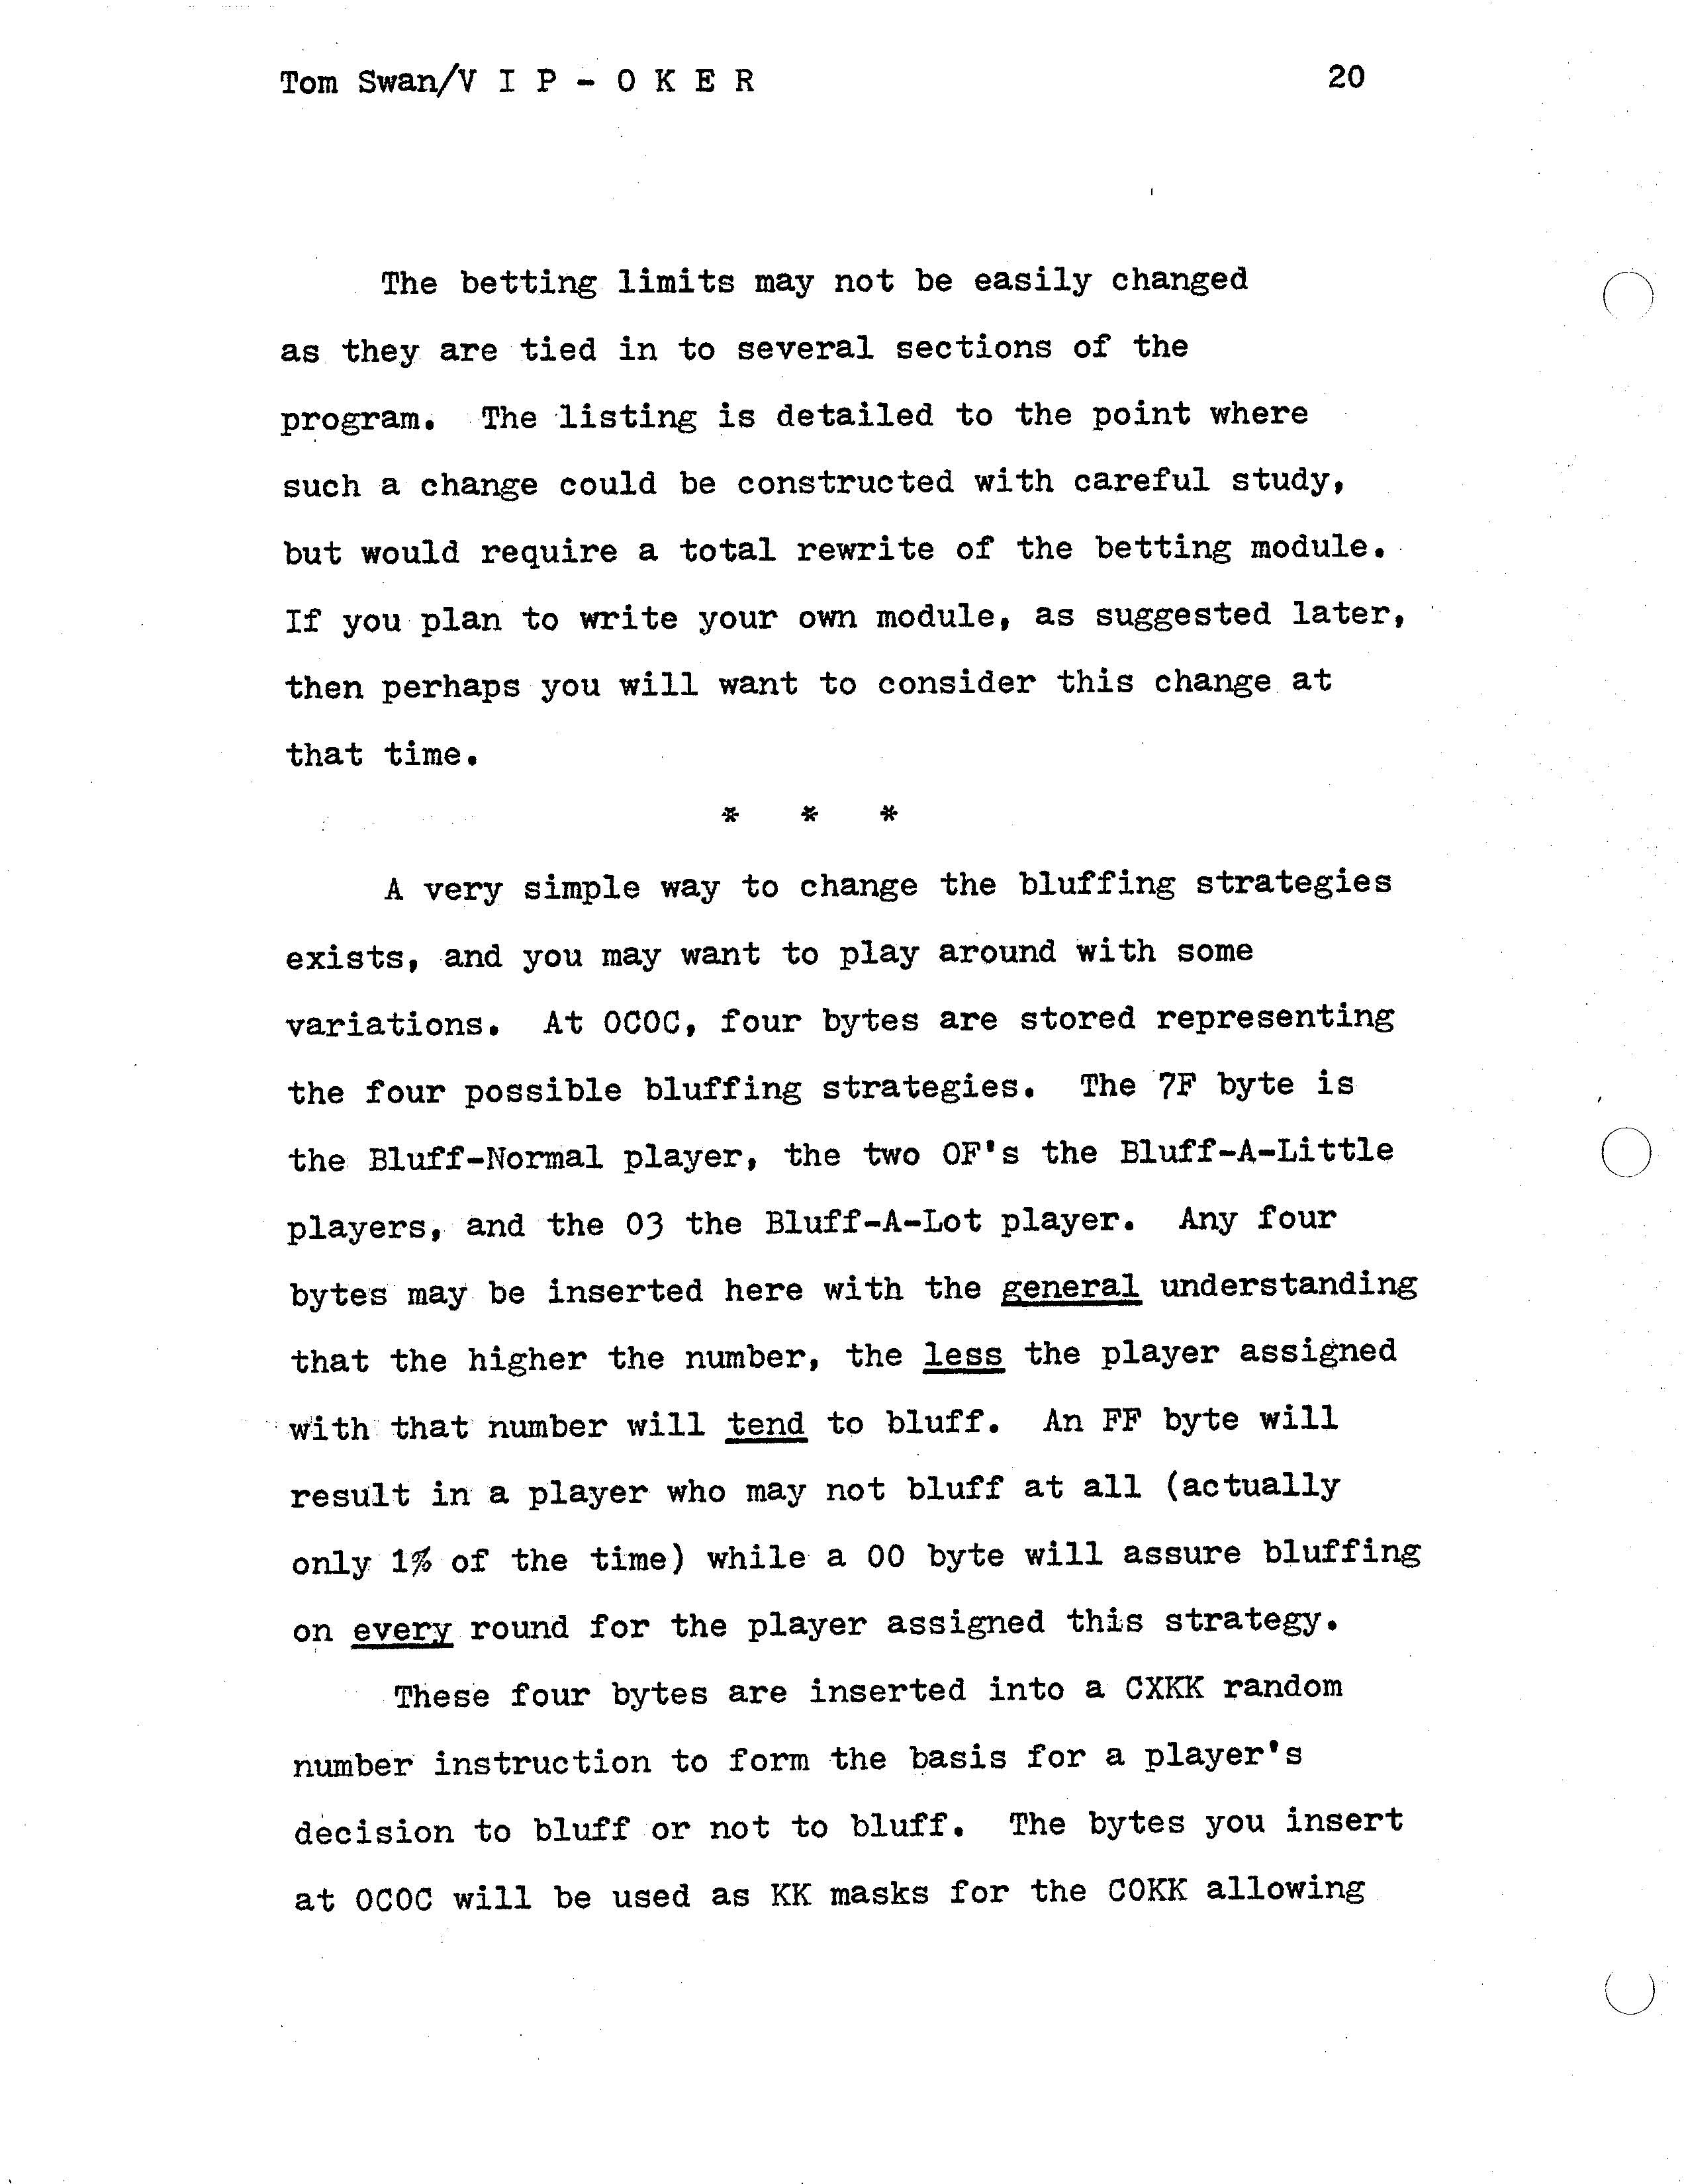 Tom Swan/V I P - O K E R 20
The betting limits may not be easily changed
as they are tied in to several sections of the
program. The listing is detailed to the point where
such a change could be constructed with careful study,
but would require a total rewrite of the betting module.
If you plan to write your own module, as suggested later,
then perhaps you will want to consider this change at
that time.
* * *
A very simple way to change the bluffing strategies
exists, and you may want to play around with some
variations. At 0C0C, four bytes are stored representing
the four possible bluffing strategies. The 7F byte is
the Bluff-Normal player, the two 0F's the Bluff-A-Little
players, and the 03 the Bluff-A-Lot player. Any four
bytes may be inserted here with the general understanding
that the higher the number, the less the player assigned
with that number will tend to bluff. An FF byte will
result in a player who may not bluff at all (actually
only 1% of the time) while a 00 byte will assure bluffing
on every round for the player assigned this strategy.
These four bytes are inserted into a CXKK random
number instruction to form the basis for a player's
decision to bluff or not to bluff. The bytes you insert
at 0C0C will be used as KK masks for the C0KK allowing